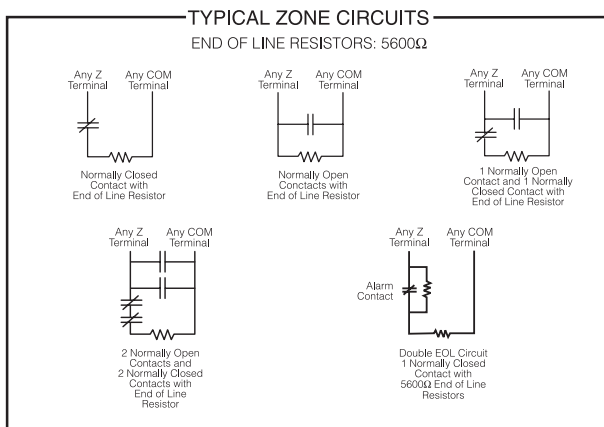 TYPICAL ZONE CIRCUITS
END OF LINE RESISTORS: 5600Ω
Any Z
Terminal
Any COM
Terminal
Normally Closed
Contact with
End of Line Resistor
Any Z
Terminal
Any COM
Terminal
Normally Open
Conctacts with
End of Line Resistor
Any Z
Terminal
Any COM
Terminal
1 Normally Open
Contact and 1 Normally
Closed Contact with
End of Line Resistor
Any Z
Terminal
Any COM
Terminal
2 Normally Open
Contacts and
2 Normally Closed
Contacts with
End of Line
Resistor
Any Z
Terminal
Any COM
Terminal
Alarm
Contact
Double EOL Circuit
1 Normally Closed
Contact with
5600Ω End of Line
Resistors